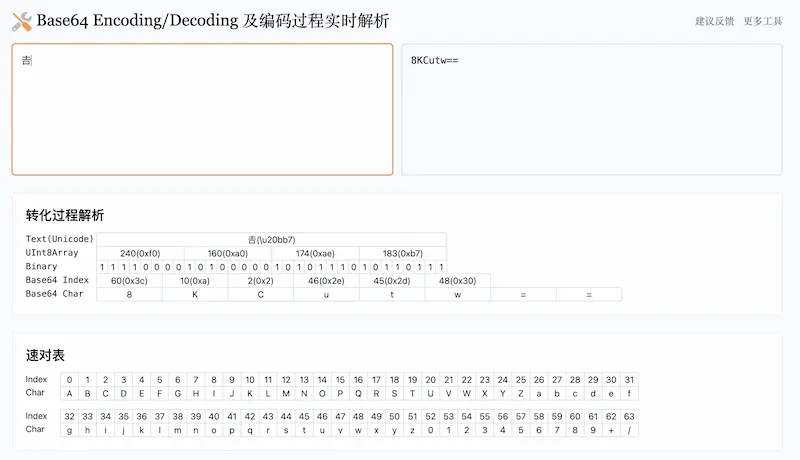 🛠 Base64 Encoding/Decoding 及编码过程实时解析
建议反馈 更多工具
𠮷
8KCutw==
转化过程解析
Text(Unicode) 𠮷(\u20bb7)
UInt8Array 240(0xf0) 160(0xa0) 174(0xae) 183(0xb7)
Binary 1 1 1 1 0 0 0 0 1 0 1 0 0 0 0 0 1 0 1 0 1 1 1 0 1 0 1 1 0 1 1 1
Base64 Index 60(0x3c) 10(0xa) 2(0x2) 46(0x2e) 45(0x2d) 48(0x30)
Base64 Char 8 K C u t w = =
速对表
Index 0 1 2 3 4 5 6 7 8 9 10 11 12 13 14 15 16 17 18 19 20 21 22 23 24 25 26 27 28 29 30 31
Char A B C D E F G H I J K L M N O P Q R S T U V W X Y Z a b c d e f
Index 32 33 34 35 36 37 38 39 40 41 42 43 44 45 46 47 48 49 50 51 52 53 54 55 56 57 58 59 60 61 62 63
Char g h i j k l m n o p q r s t u v w x y z 0 1 2 3 4 5 6 7 8 9 + /